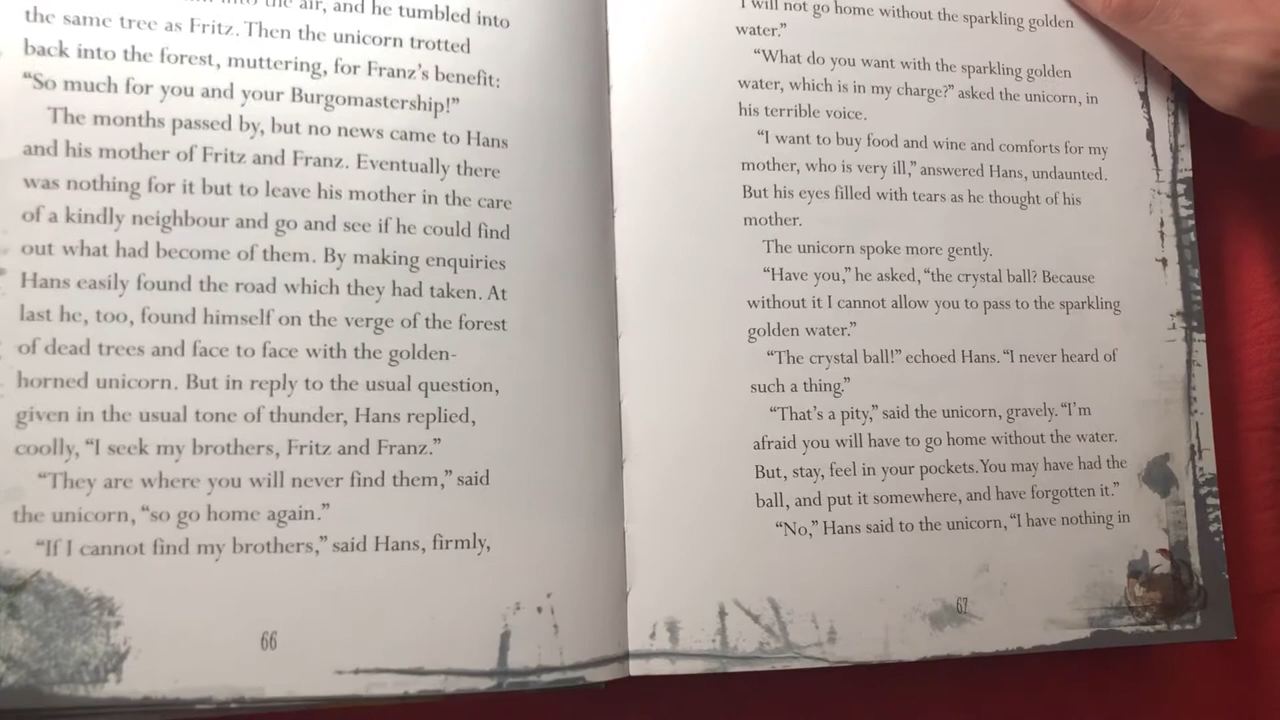 the air, and he tumbled into
the same tree as Fritz. Then the unicorn trotted
back into the forest, muttering, for Franz’s benefit:
“So much for you and your Burgomastership!”
The months passed by, but no news came to Hans
and his mother of Fritz and Franz. Eventually there
was nothing for it but to leave his mother in the care
of a kindly neighbour and go and see if he could find
out what had become of them. By making enquiries
Hans easily found the road which they had taken. At
last he, too, found himself on the verge of the forest
of dead trees and face to face with the golden-
horned unicorn. But in reply to the usual question,
given in the usual tone of thunder, Hans replied,
coolly, “I seek my brothers, Fritz and Franz.”
“They are where you will never find them,” said
the unicorn, “so go home again.”
“If I cannot find my brothers,” said Hans, firmly,
66
I will not go home without the sparkling golden
water.”
“What do you want with the sparkling golden
water, which is in my charge?” asked the unicorn, in
his terrible voice.
“I want to buy food and wine and comforts for my
mother, who is very ill,” answered Hans, undaunted.
But his eyes filled with tears as he thought of his
mother.
The unicorn spoke more gently.
“Have you,” he asked, “the crystal ball? Because
without it I cannot allow you to pass to the sparkling
golden water.”
“The crystal ball!” echoed Hans. “I never heard of
such a thing.”
“That’s a pity,” said the unicorn, gravely. “I’m
afraid you will have to go home without the water.
But, stay, feel in your pockets. You may have had the
ball, and put it somewhere, and have forgotten it.”
“No,” Hans said to the unicorn, “I have nothing in
67